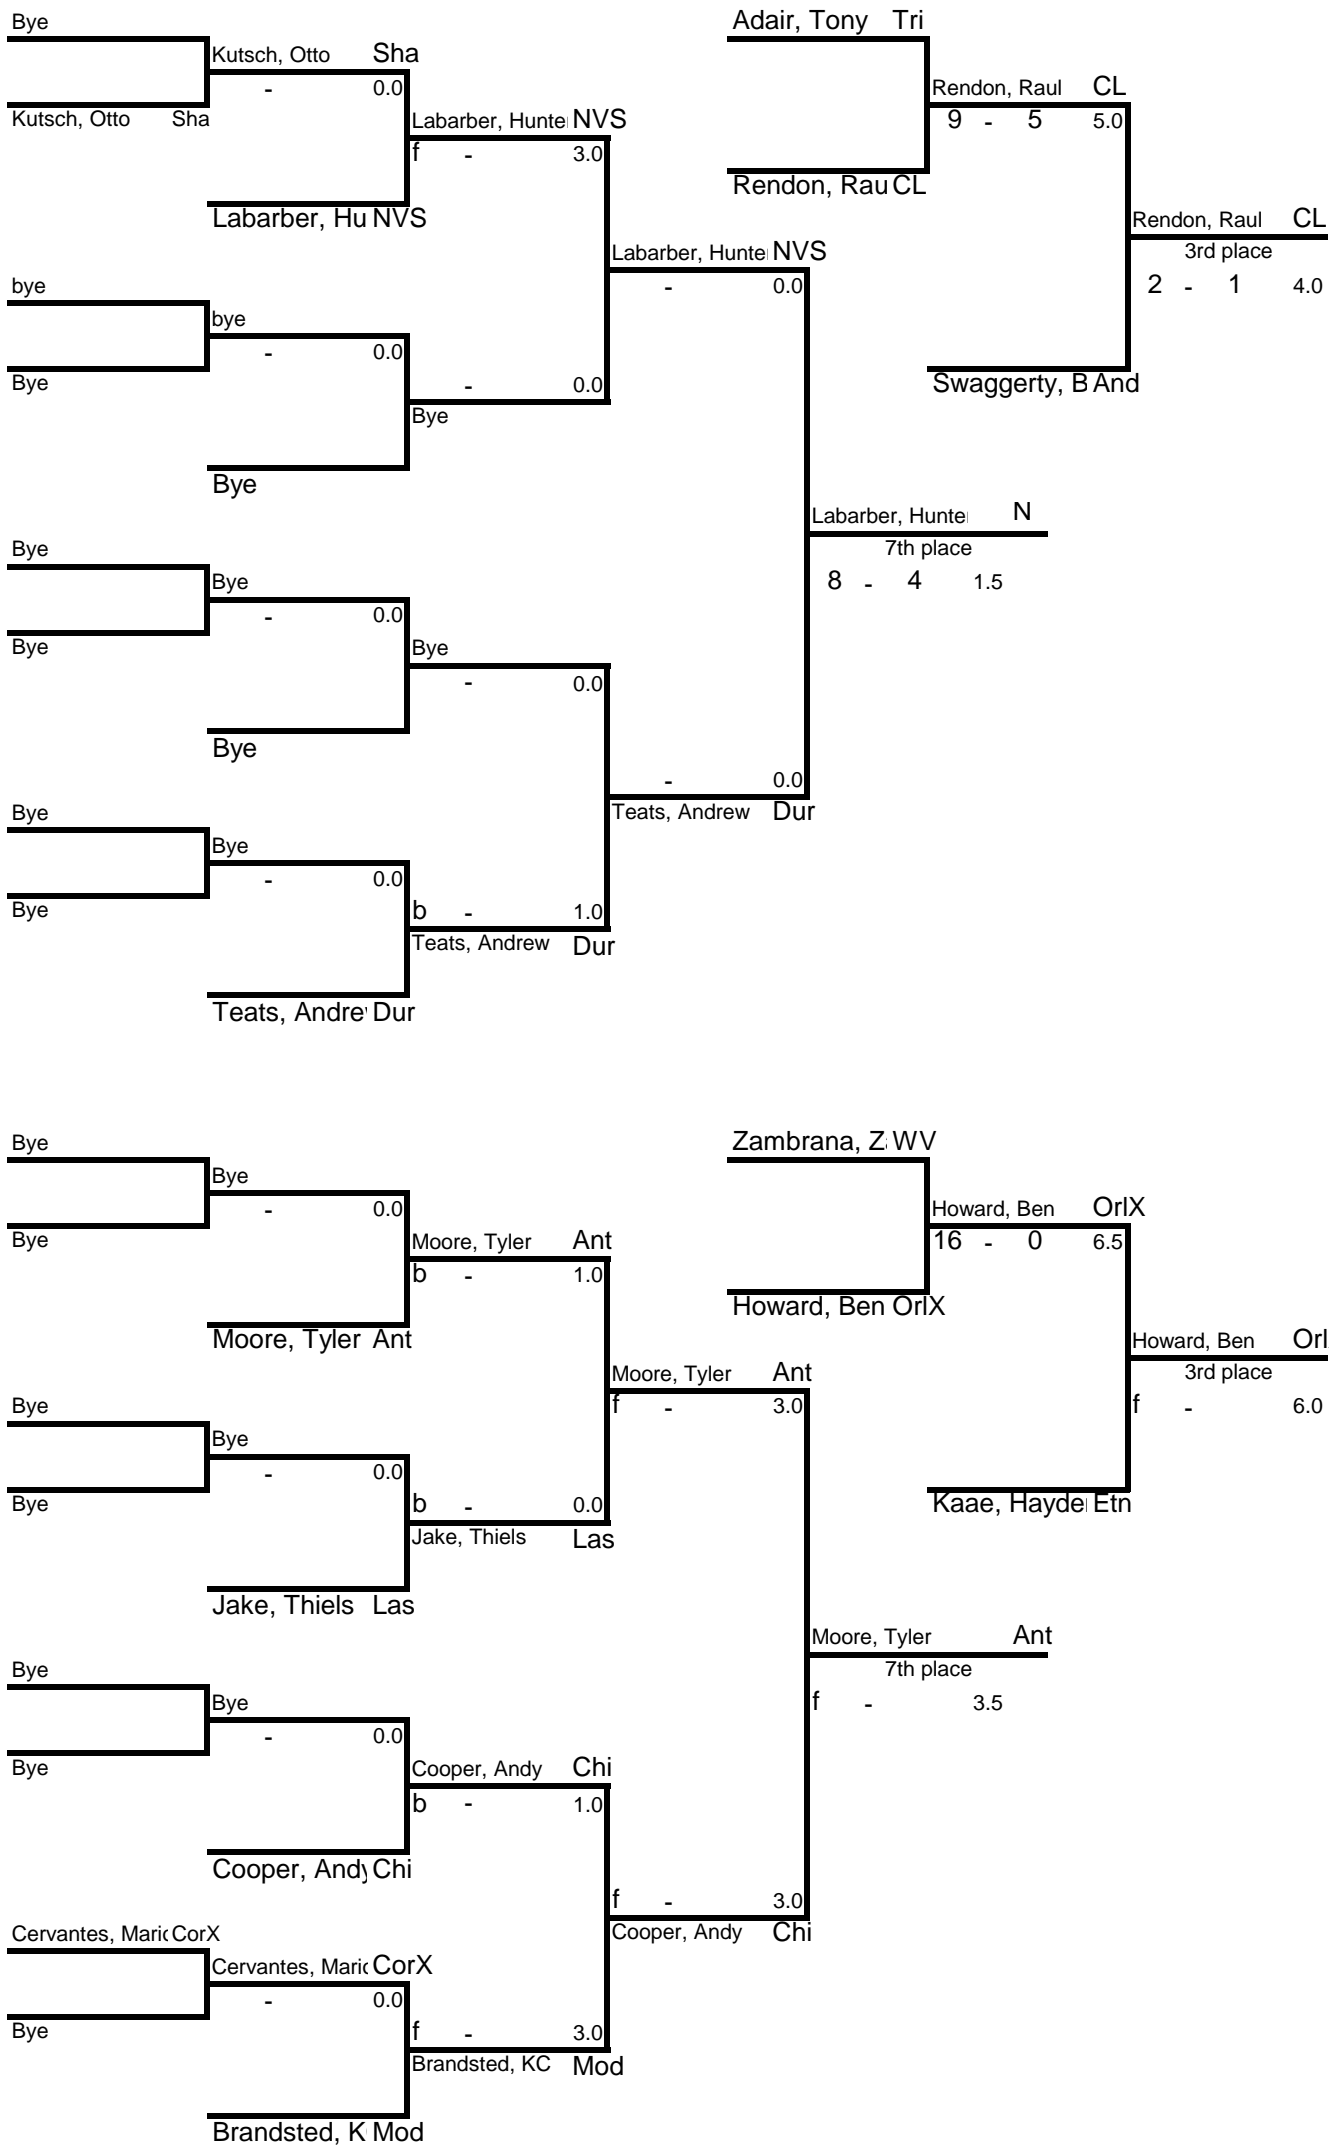 Bye
Adair, Tony Tri
Kutsch, Otto Sha
- 0.0
Rendon, Raul CL
9 - 5 5.0
Kutsch, Otto Sha
Labarber, Hunte NVS
f - 3.0
Rendon, Rau CL
Labarber, Hu NVS
Rendon, Raul CL
3rd place
2 - 1 4.0
Labarber, Hunte NVS
- 0.0
bye
bye
- 0.0
Bye
- 0.0
Bye
Swaggerty, B And
Bye
Labarber, Hunte N
7th place
8 - 4 1.5
Bye
Bye
- 0.0
Bye
Bye
- 0.0
Bye
- 0.0
Teats, Andrew Dur
Bye
Bye
- 0.0
Bye
b - 1.0
Teats, Andrew Dur
Teats, Andre Dur
Bye
Zambrana, Z WV
Bye
- 0.0
Howard, Ben OrlX
16 - 0 6.5
Bye
Moore, Tyler Ant
b - 1.0
Howard, Ben OrlX
Moore, Tyler Ant
Howard, Ben Orl
3rd place
f - 6.0
Moore, Tyler Ant
f - 3.0
Bye
Bye
- 0.0
Bye
b - 0.0
Jake, Thiels Las
Kaae, Hayde Etn
Jake, Thiels Las
Moore, Tyler Ant
7th place
f - 3.5
Bye
Bye
- 0.0
Bye
Cooper, Andy Chi
b - 1.0
Cooper, Andy Chi
f - 3.0
Cooper, Andy Chi
Cervantes, Maric CorX
Cervantes, Maric CorX
- 0.0
Bye
f - 3.0
Brandsted, KC Mod
Brandsted, K Mod